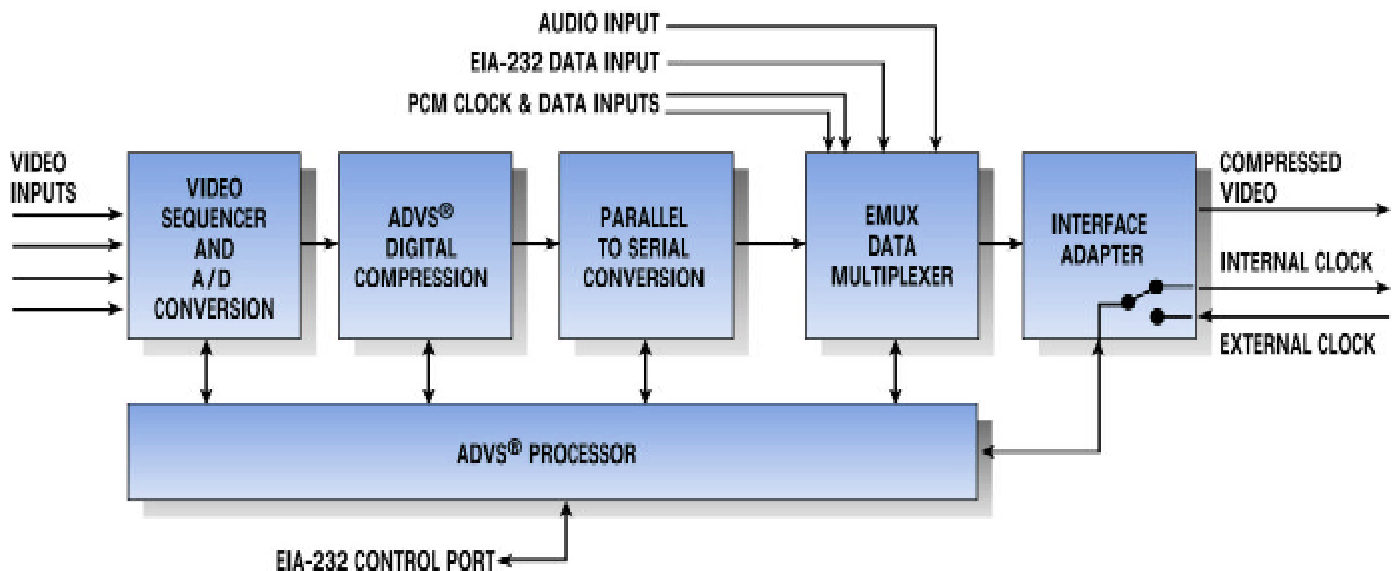 AUDIO INPUT
EIA-232 DATA INPUT
PCM CLOCK & DATA INPUTS
VIDEO
INPUTS
VIDEO
SEQUENCER
AND
A/D
CONVERSION
ADVS®
DIGITAL
COMPRESSION
PARALLEL
TO SERIAL
CONVERSION
EMUX
DATA
MULTIPLEXER
INTERFACE
ADAPTER
COMPRESSED
VIDEO
INTERNAL CLOCK
EXTERNAL CLOCK
ADVS® PROCESSOR
EIA-232 CONTROL PORT